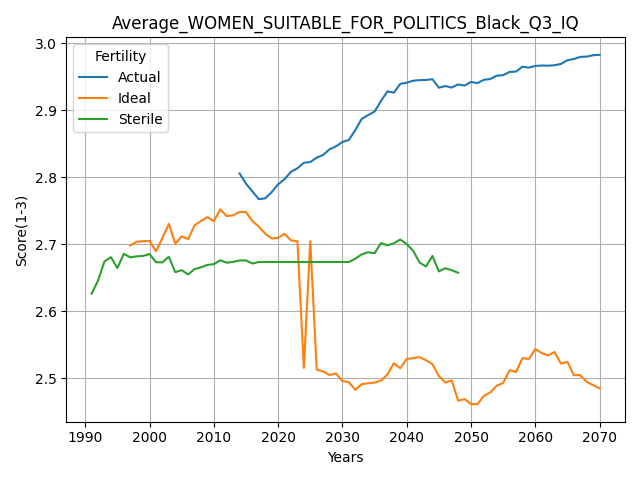 Average_WOMEN_SUITABLE_FOR_POLITICS_Black_Q3_IQ
Fertility
Actual
Ideal
Sterile
Score(1-3)
3.0
2.9
2.8
2.7
2.6
2.5
1990 2000 2010 2020 2030 2040 2050 2060 2070
Years